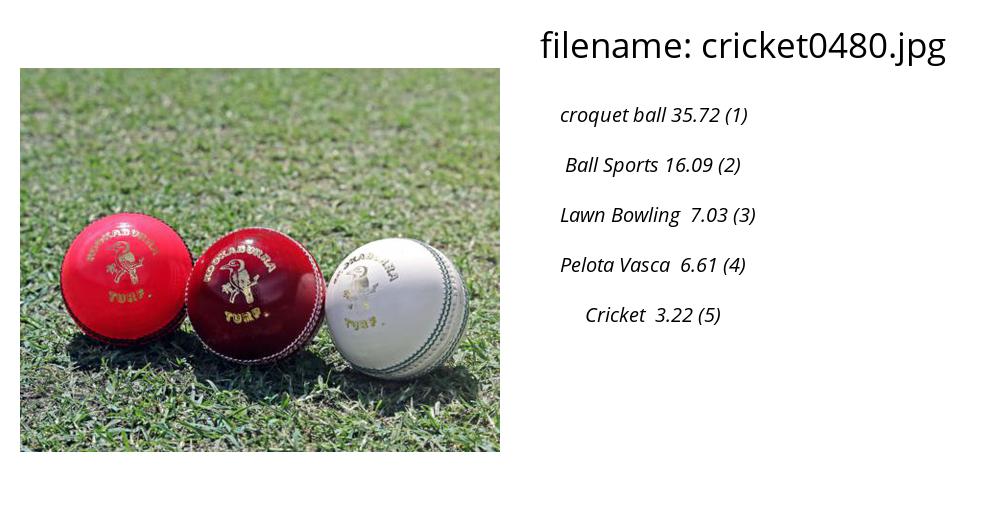 filename: cricket0480.jpg
croquet ball 35.72 (1)
Ball Sports 16.09 (2)
Lawn Bowling 7.03 (3)
Pelota Vasca 6.61 (4)
Cricket 3.22 (5)
KOOKABURRA
TURF.
KOOKABURRA
TURF.
KOOKABURRA
TURF.